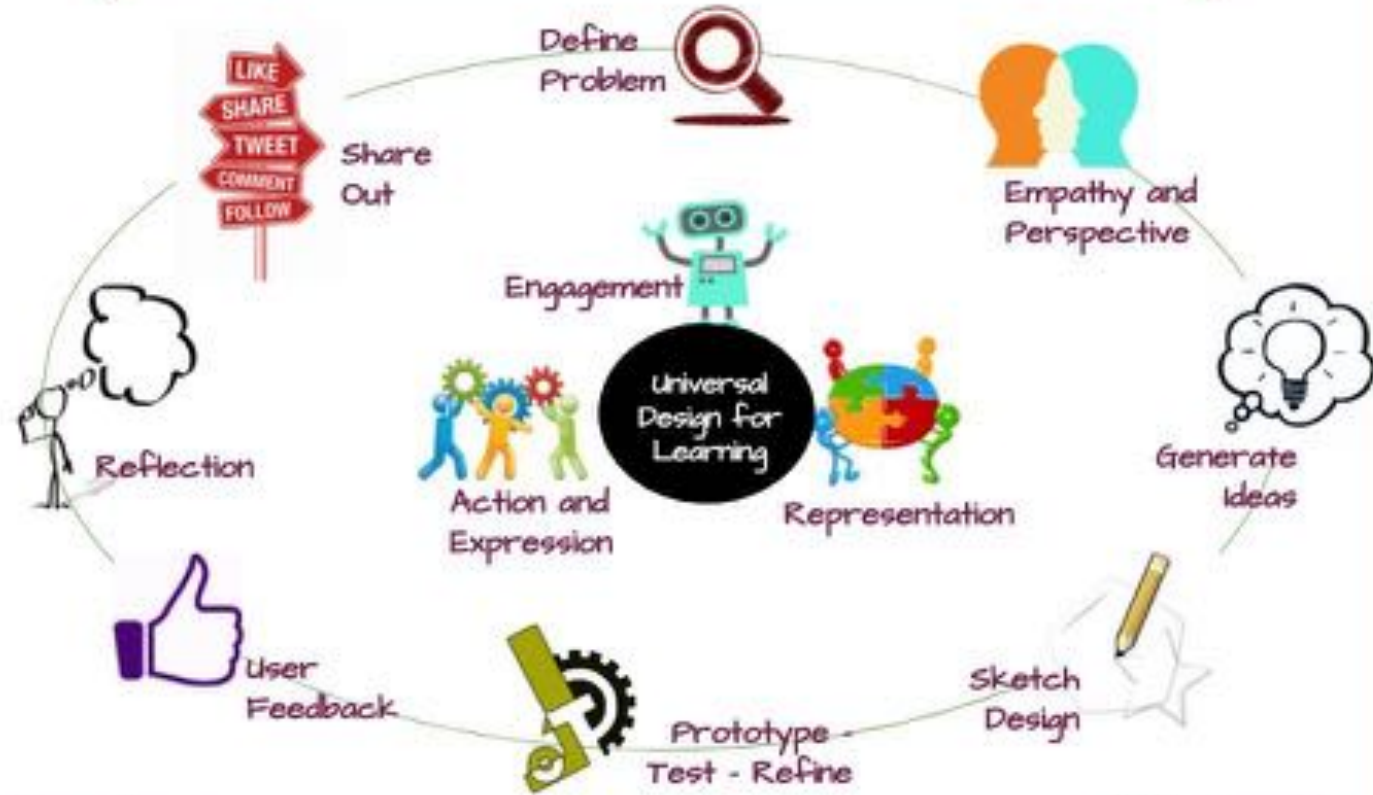 Define
Problem
LIKE
SHARE
TWEET
COMMENT
FOLLOW
Share
Out
Empathy and
Perspective
Engagement
Universal
Design for
Learning
Action and
Expression
Representation
Generate
Ideas
Reflection
Sketch
Design
User
Feedback
Prototype -
Test - Refine